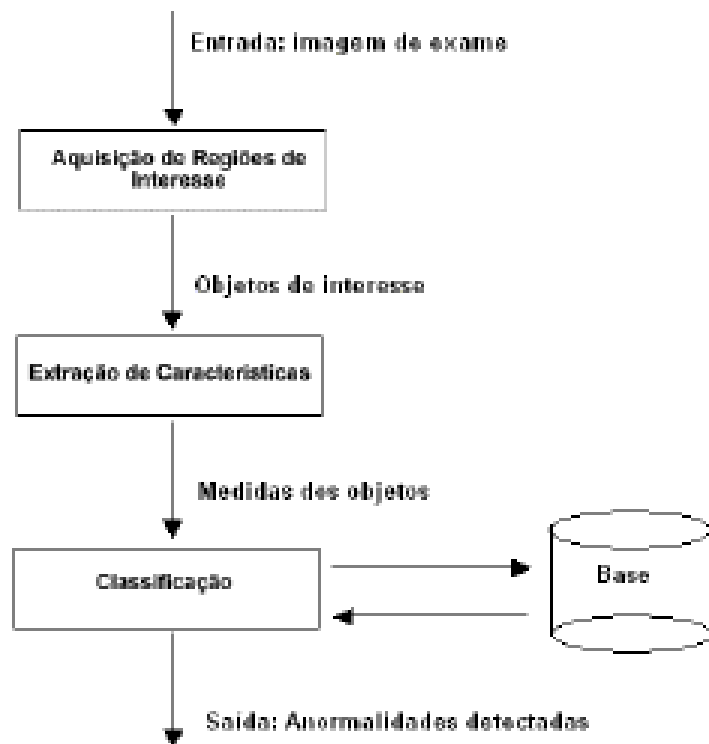 Entrada: imagem de exame
Aquisição de Regiões de
Interesse
Objetos de interesse
Extração de Características
Medidas dos objetos
Classificação
Base
Saída: Anormalidades detectadas